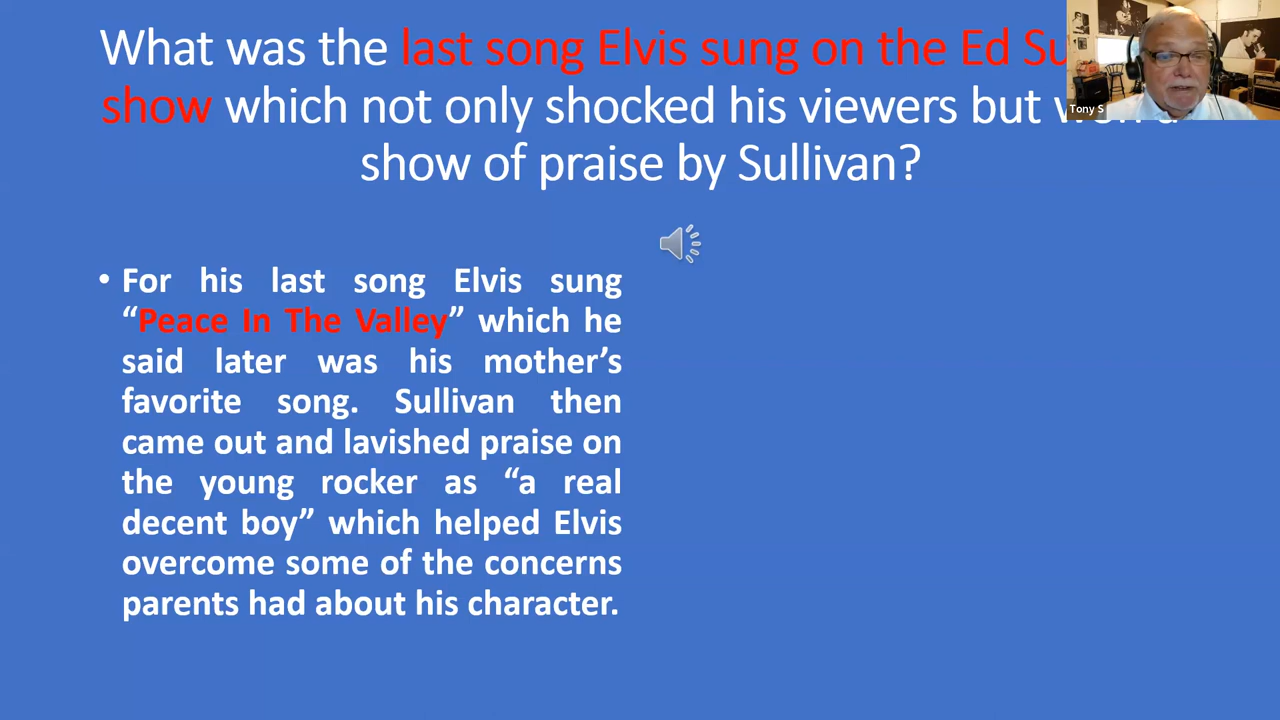 What was the last song Elvis sung on the Ed Su
show which not only shocked his viewers but
Tony S
show of praise by Sullivan?
• For his last song Elvis sung
“Peace In The Valley” which he
said later was his mother’s
favorite song. Sullivan then
came out and lavished praise on
the young rocker as “a real
decent boy” which helped Elvis
overcome some of the concerns
parents had about his character.